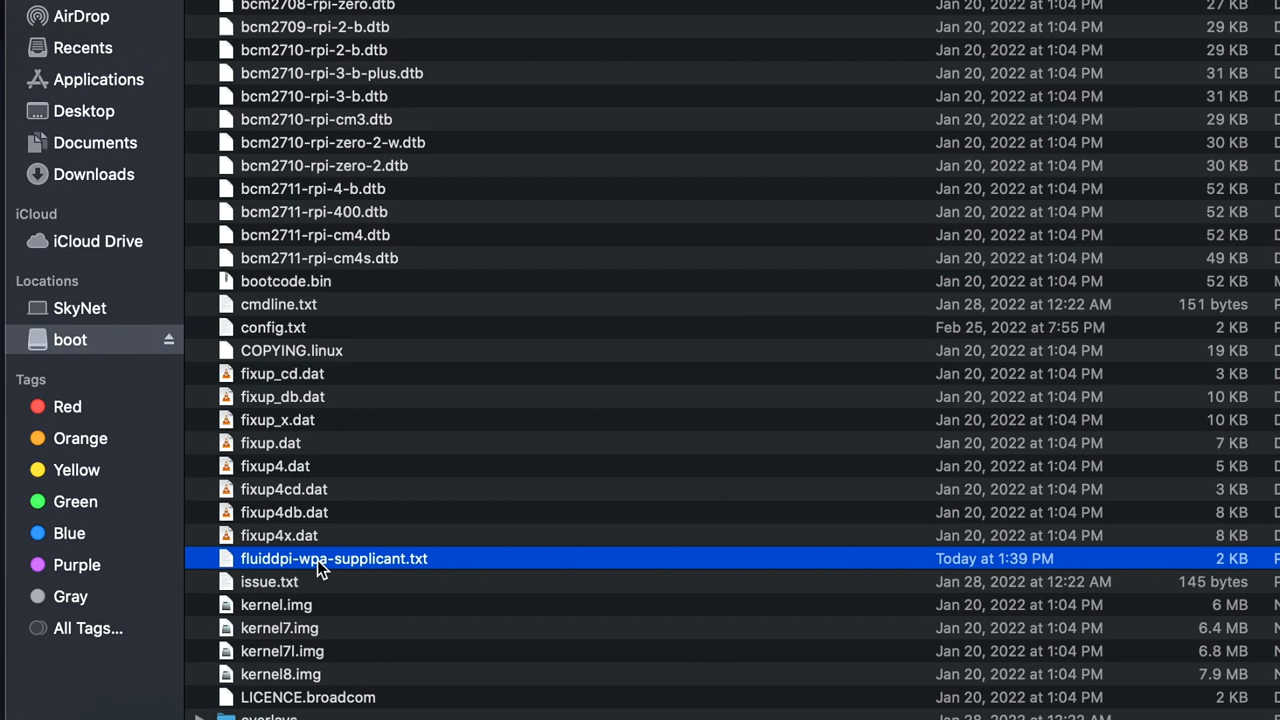 AirDrop
Recents
Applications
Desktop
Documents
Downloads
iCloud
iCloud Drive
Locations
SkyNet
boot
Tags
Red
Orange
Yellow
Green
Blue
Purple
Gray
All Tags...
bcm2708-rpi-zero.dtb Jan 20, 2022 at 1:04 PM 27 KB
bcm2709-rpi-2-b.dtb Jan 20, 2022 at 1:04 PM 29 KB
bcm2710-rpi-2-b.dtb Jan 20, 2022 at 1:04 PM 29 KB
bcm2710-rpi-3-b-plus.dtb Jan 20, 2022 at 1:04 PM 31 KB
bcm2710-rpi-3-b.dtb Jan 20, 2022 at 1:04 PM 31 KB
bcm2710-rpi-cm3.dtb Jan 20, 2022 at 1:04 PM 29 KB
bcm2710-rpi-zero-2-w.dtb Jan 20, 2022 at 1:04 PM 30 KB
bcm2710-rpi-zero-2.dtb Jan 20, 2022 at 1:04 PM 30 KB
bcm2711-rpi-4-b.dtb Jan 20, 2022 at 1:04 PM 52 KB
bcm2711-rpi-400.dtb Jan 20, 2022 at 1:04 PM 52 KB
bcm2711-rpi-cm4.dtb Jan 20, 2022 at 1:04 PM 52 KB
bcm2711-rpi-cm4s.dtb Jan 20, 2022 at 1:04 PM 49 KB
bootcode.bin Jan 20, 2022 at 1:04 PM 52 KB
cmdline.txt Jan 28, 2022 at 12:22 AM 151 bytes
config.txt Feb 25, 2022 at 7:55 PM 2 KB
COPYING.linux Jan 20, 2022 at 1:04 PM 19 KB
fixup_cd.dat Jan 20, 2022 at 1:04 PM 3 KB
fixup_db.dat Jan 20, 2022 at 1:04 PM 10 KB
fixup_x.dat Jan 20, 2022 at 1:04 PM 10 KB
fixup.dat Jan 20, 2022 at 1:04 PM 7 KB
fixup4.dat Jan 20, 2022 at 1:04 PM 5 KB
fixup4cd.dat Jan 20, 2022 at 1:04 PM 3 KB
fixup4db.dat Jan 20, 2022 at 1:04 PM 8 KB
fixup4x.dat Jan 20, 2022 at 1:04 PM 8 KB
fluiddpi-wpa-supplicant.txt Today at 1:39 PM 2 KB
issue.txt Jan 28, 2022 at 12:22 AM 145 bytes
kernel.img Jan 20, 2022 at 1:04 PM 6 MB
kernel7.img Jan 20, 2022 at 1:04 PM 6.4 MB
kernel7l.img Jan 20, 2022 at 1:04 PM 6.8 MB
kernel8.img Jan 20, 2022 at 1:04 PM 7.9 MB
LICENCE.broadcom Jan 20, 2022 at 1:04 PM 2 KB